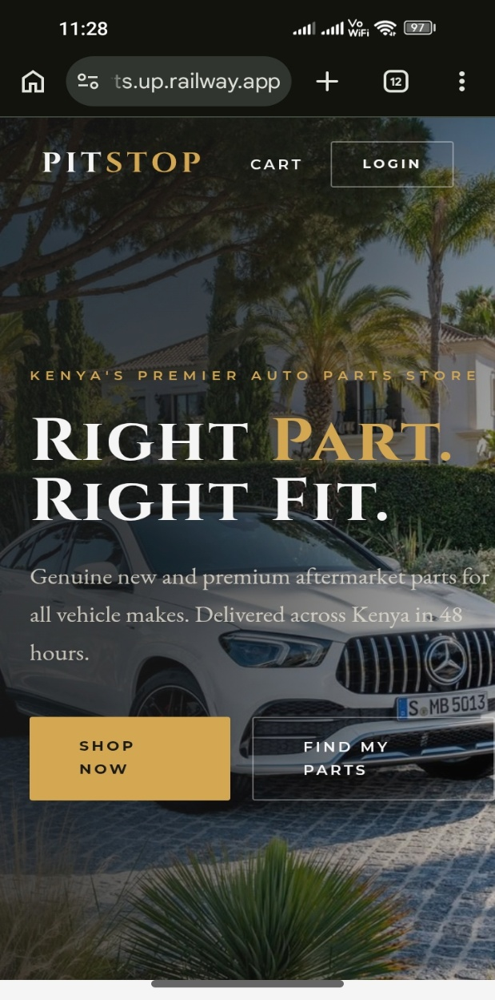 11:28
Vo
WiFi
97
ts.up.railway.app
12
PITSTOP
CART
LOGIN
KENYA'S PREMIER AUTO PARTS STORE
RIGHT PART.
RIGHT FIT.
Genuine new and premium aftermarket parts for
all vehicle makes. Delivered across Kenya in 48
hours.
S MB 5013
SHOP
NOW
FIND MY
PARTS